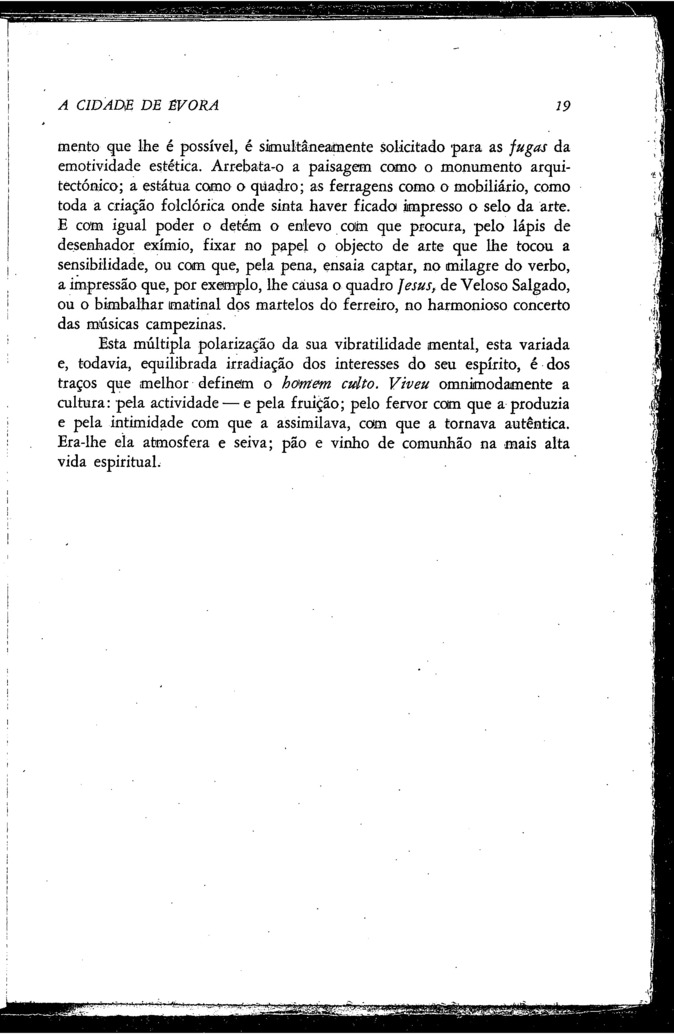 A CIDADE DE ÉVORA 19
mento que lhe é possível, é simultâneamente solicitado para as fugas da
emotividade estética. Arrebata-o a paisagem como o monumento arqui-
tectónico; a estátua como o quadro; as ferragens como o mobiliário, como
toda a criação folclórica onde sinta haver ficado impresso o selo da arte.
E com igual poder o detém o enlevo com que procura, pelo lápis de
desenhador exímio, fixar no papel o objecto de arte que lhe tocou a
sensibilidade, ou com que, pela pena, ensaia captar, no milagre do verbo,
a impressão que, por exemplo, lhe causa o quadro Jesus, de Veloso Salgado,
ou o bimbalhar matinal dos martelos do ferreiro, no harmonioso concerto
das músicas campezinas.
Esta múltipla polarização da sua vibratilidade mental, esta variada
e, todavia, equilibrada irradiação dos interesses do seu espírito, é dos
traços que melhor definem o homem culto. Viveu omnimodamente a
cultura: pela actividade — e pela fruição; pelo fervor com que a produzia
e pela intimidade com que a assimilava, com que a tornava autêntica.
Era-lhe ela atmosfera e seiva; pão e vinho de comunhão na mais alta
vida espiritual.